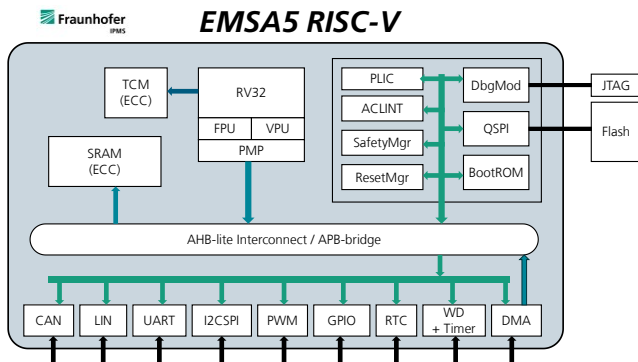 Fraunhofer
IPMS
EMSA5 RISC-V
TCM
(ECC)
RV32
FPU
VPU
PMP
SRAM
(ECC)
PLIC
ACLINT
SafetyMgr
ResetMgr
DbgMod
QSPI
BootROM
JTAG
Flash
AHB-lite Interconnect / APB-bridge
CAN
LIN
UART
I2CSPI
PWM
GPIO
RTC
WD
+ Timer
DMA